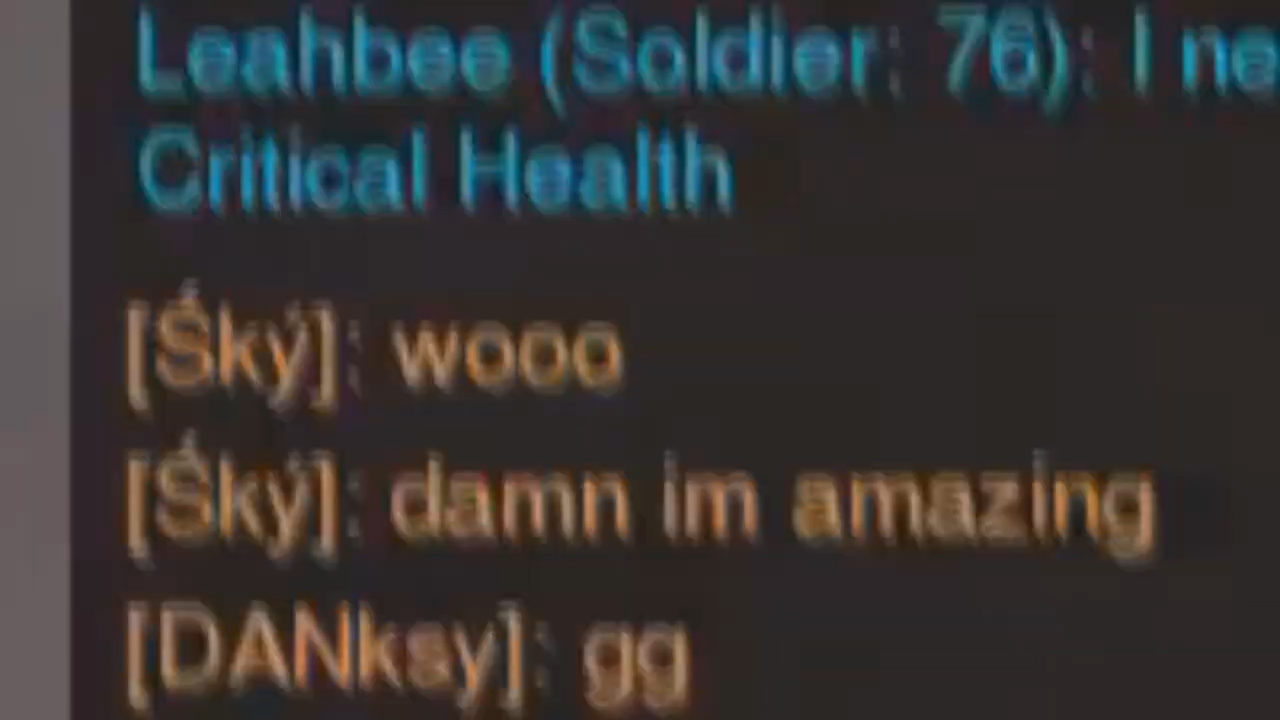 Leahbee (Soldier: 76): I ne
Critical Health
[Śký]: wooo
[Śký]: damn im amazing
[DANksy]: gg